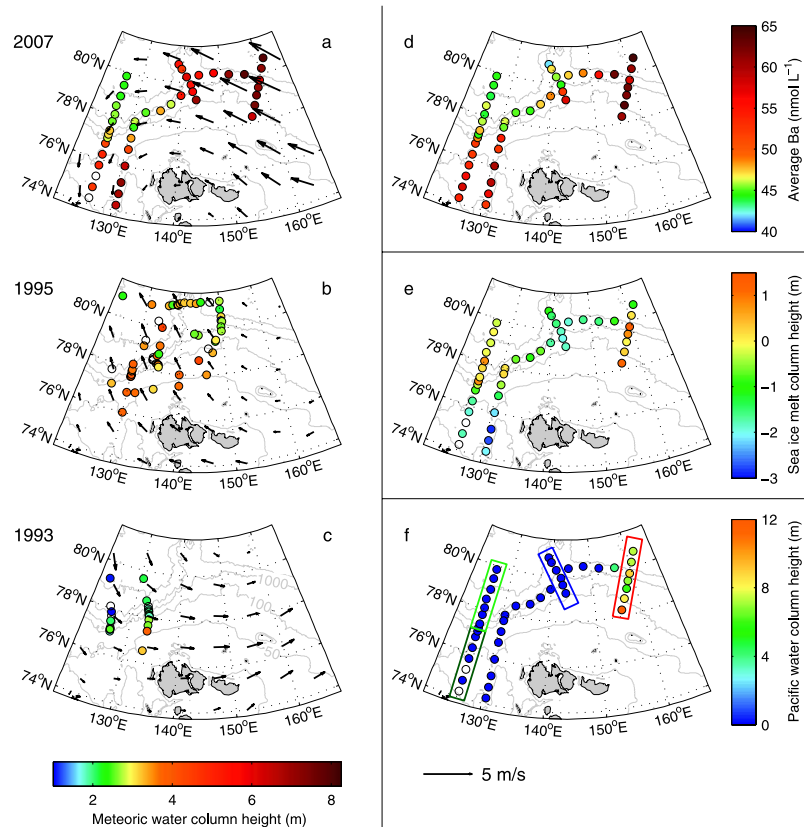 2007
a
80°N
78°N
76°N
74°N
130°E
140°E
150°E
160°E
d
80°N
78°N
76°N
74°N
130°E
140°E
150°E
160°E
65
60
55
50
45
40
Average Ba (nmol L⁻¹)
1995
b
80°N
78°N
76°N
74°N
130°E
140°E
150°E
160°E
e
80°N
78°N
76°N
74°N
130°E
140°E
150°E
160°E
1
0
−1
−2
−3
Sea ice melt column height (m)
1993
c
80°N
78°N
76°N
74°N
1000
100
50
130°E
140°E
150°E
160°E
f
80°N
78°N
76°N
74°N
130°E
140°E
150°E
160°E
12
8
4
0
Pacific water column height (m)
2 4 6 8
Meteoric water column height (m)
5 m/s